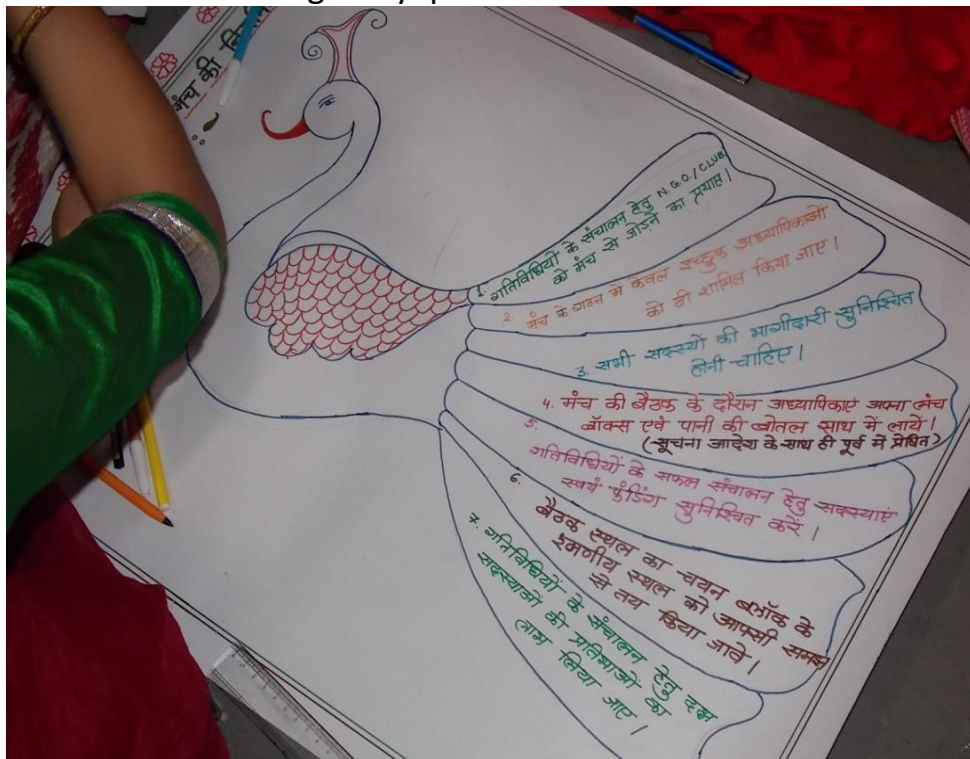 मंच की
1. गतिविधियों के संचालन हेतु N.G.O./CLUB
को मंच से जोड़ने का प्रयास।
2. मंच के गठन में केवल इच्छुक अध्यापिकाओं
को ही शामिल किया जाए।
3. सभी सदस्यों की भागीदारी सुनिश्चित
होनी चाहिए।
4. मंच की बैठक के दौरान अध्यापिकाएं अपना लंच
बॉक्स एवं पानी की बोतल साथ में लायें।
(सूचना आदेश के साथ ही पूर्व में प्रेषित)
5. गतिविधियों के सफल संचालन हेतु सदस्याएं
स्वयं फंडिंग सुनिश्चित करें।
6. बैठक स्थल का चयन ब्लॉक के
रमणीय स्थल को आपसी समझ
से तय किया जावे।
7. गतिविधियों के संचालन हेतु दक्ष
सदस्याओं की प्रतिभाओं का
लाभ लिया जाए।